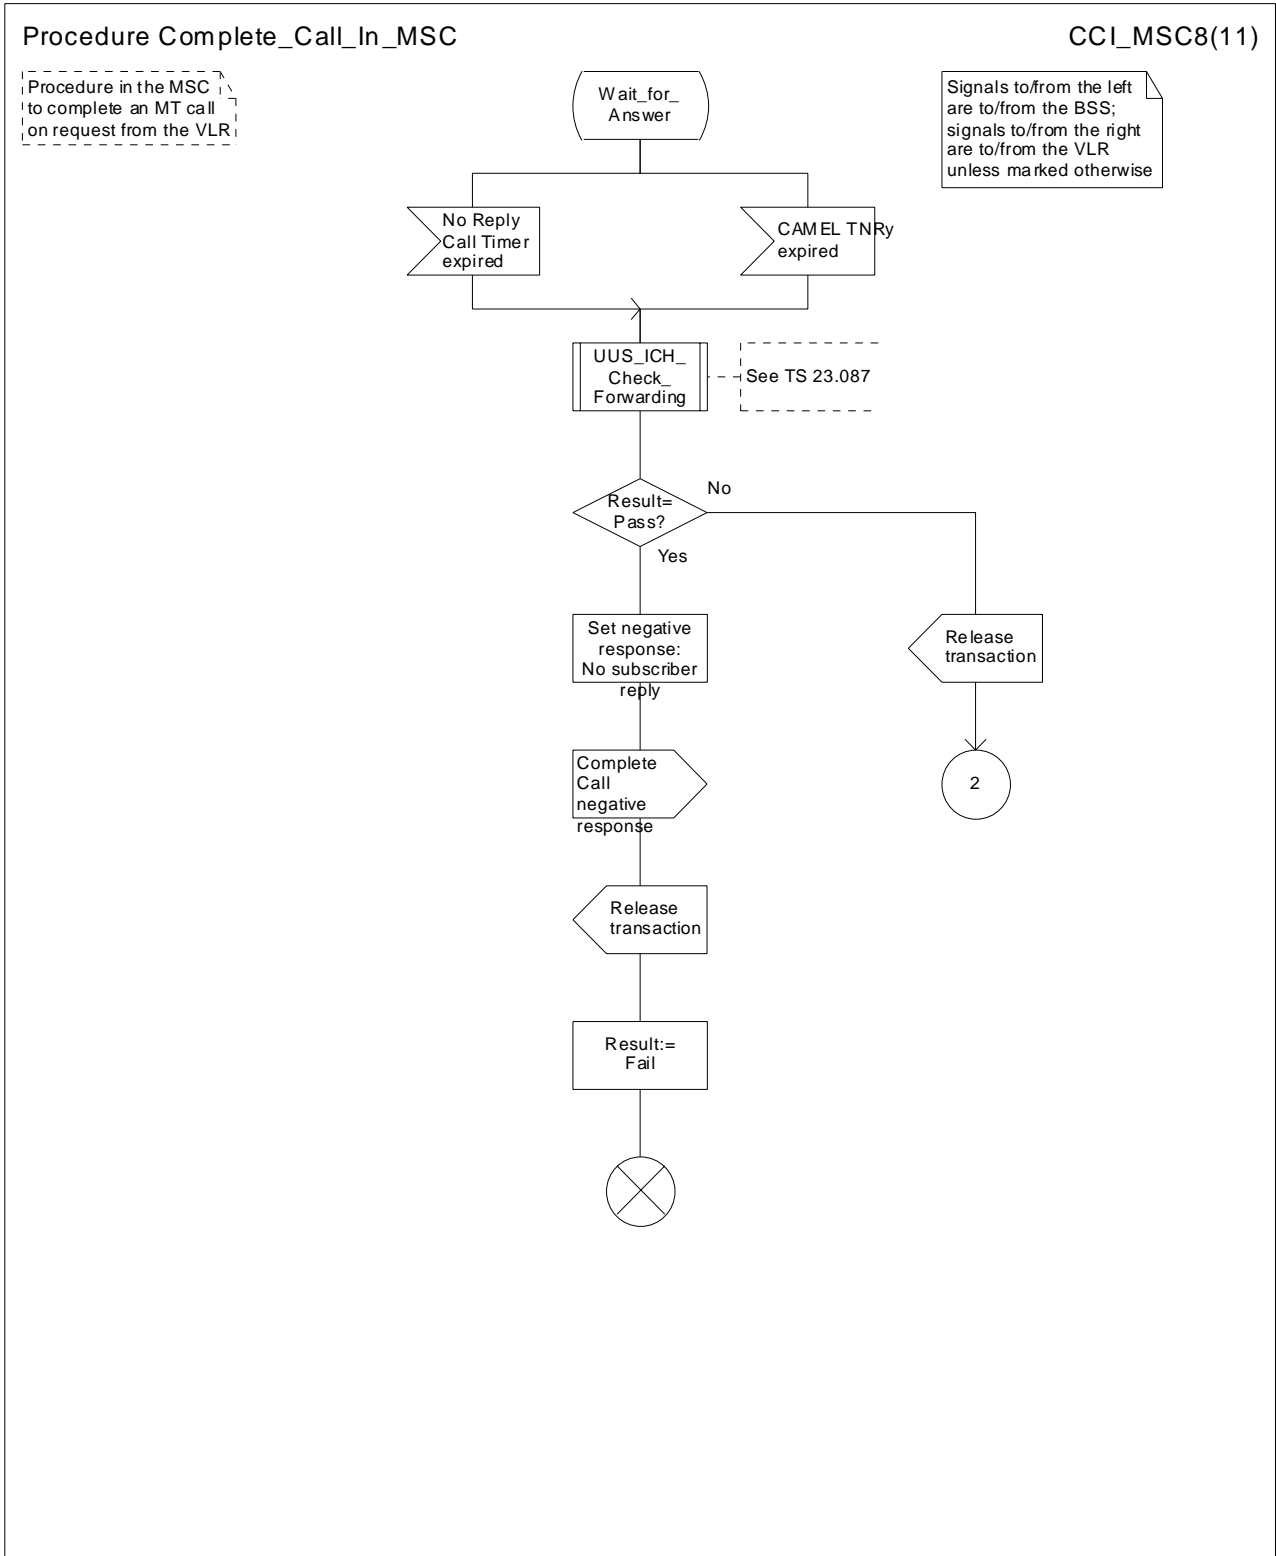 Procedure Complete_Call_In_MSC
CCI_MSC8(11)
Procedure in the MSC
to complete an MT call
on request from the VLR
Wait_for_
Answer
Signals to/from the left
are to/from the BSS;
signals to/from the right
are to/from the VLR
unless marked otherwise
No Reply
Call Timer
expired
CAMEL TNRy
expired
UUS_ICH_
Check_
Forwarding
See TS 23.087
Result=
Pass?
No
Yes
Set negative
response:
No subscriber
reply
Release
transaction
Complete
Call
negative
response
2
Release
transaction
Result:=
Fail